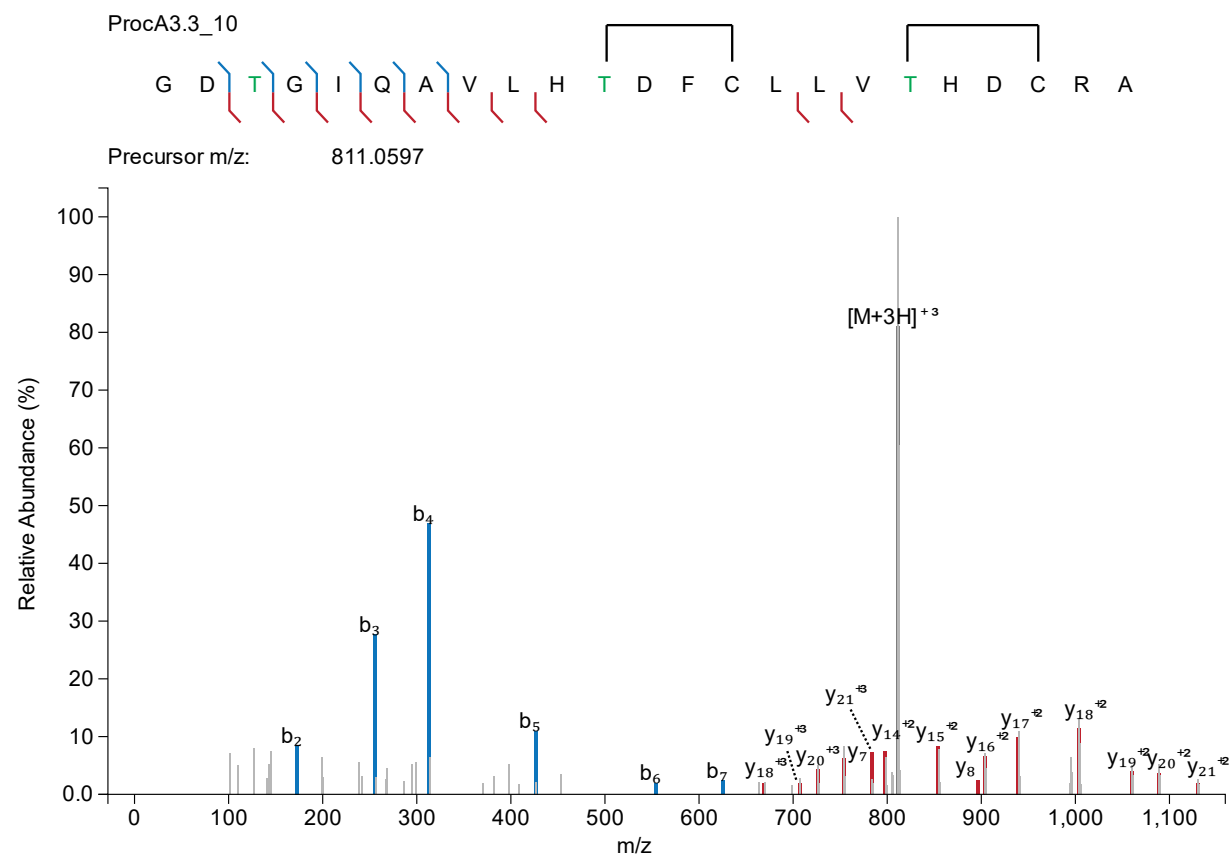 ProcA3.3_10
G D T G I Q A V L H T D F C L L V T H D C R A
Precursor m/z: 811.0597
Relative Abundance (%)
100
90
80
70
60
50
40
30
20
10
0.0
[M+3H]⁺³
b₂
b₃
b₄
b₅
b₆
b₇
y₁₈⁺³
y₁₉⁺³
y₂₀⁺³
y₇
y₂₁⁺³
y₁₄⁺²
y₁₅⁺²
y₈
y₁₆⁺²
y₁₇⁺²
y₁₈⁺²
y₁₉⁺²
y₂₀⁺²
y₂₁⁺²
0 100 200 300 400 500 600 700 800 900 1,000 1,100
m/z